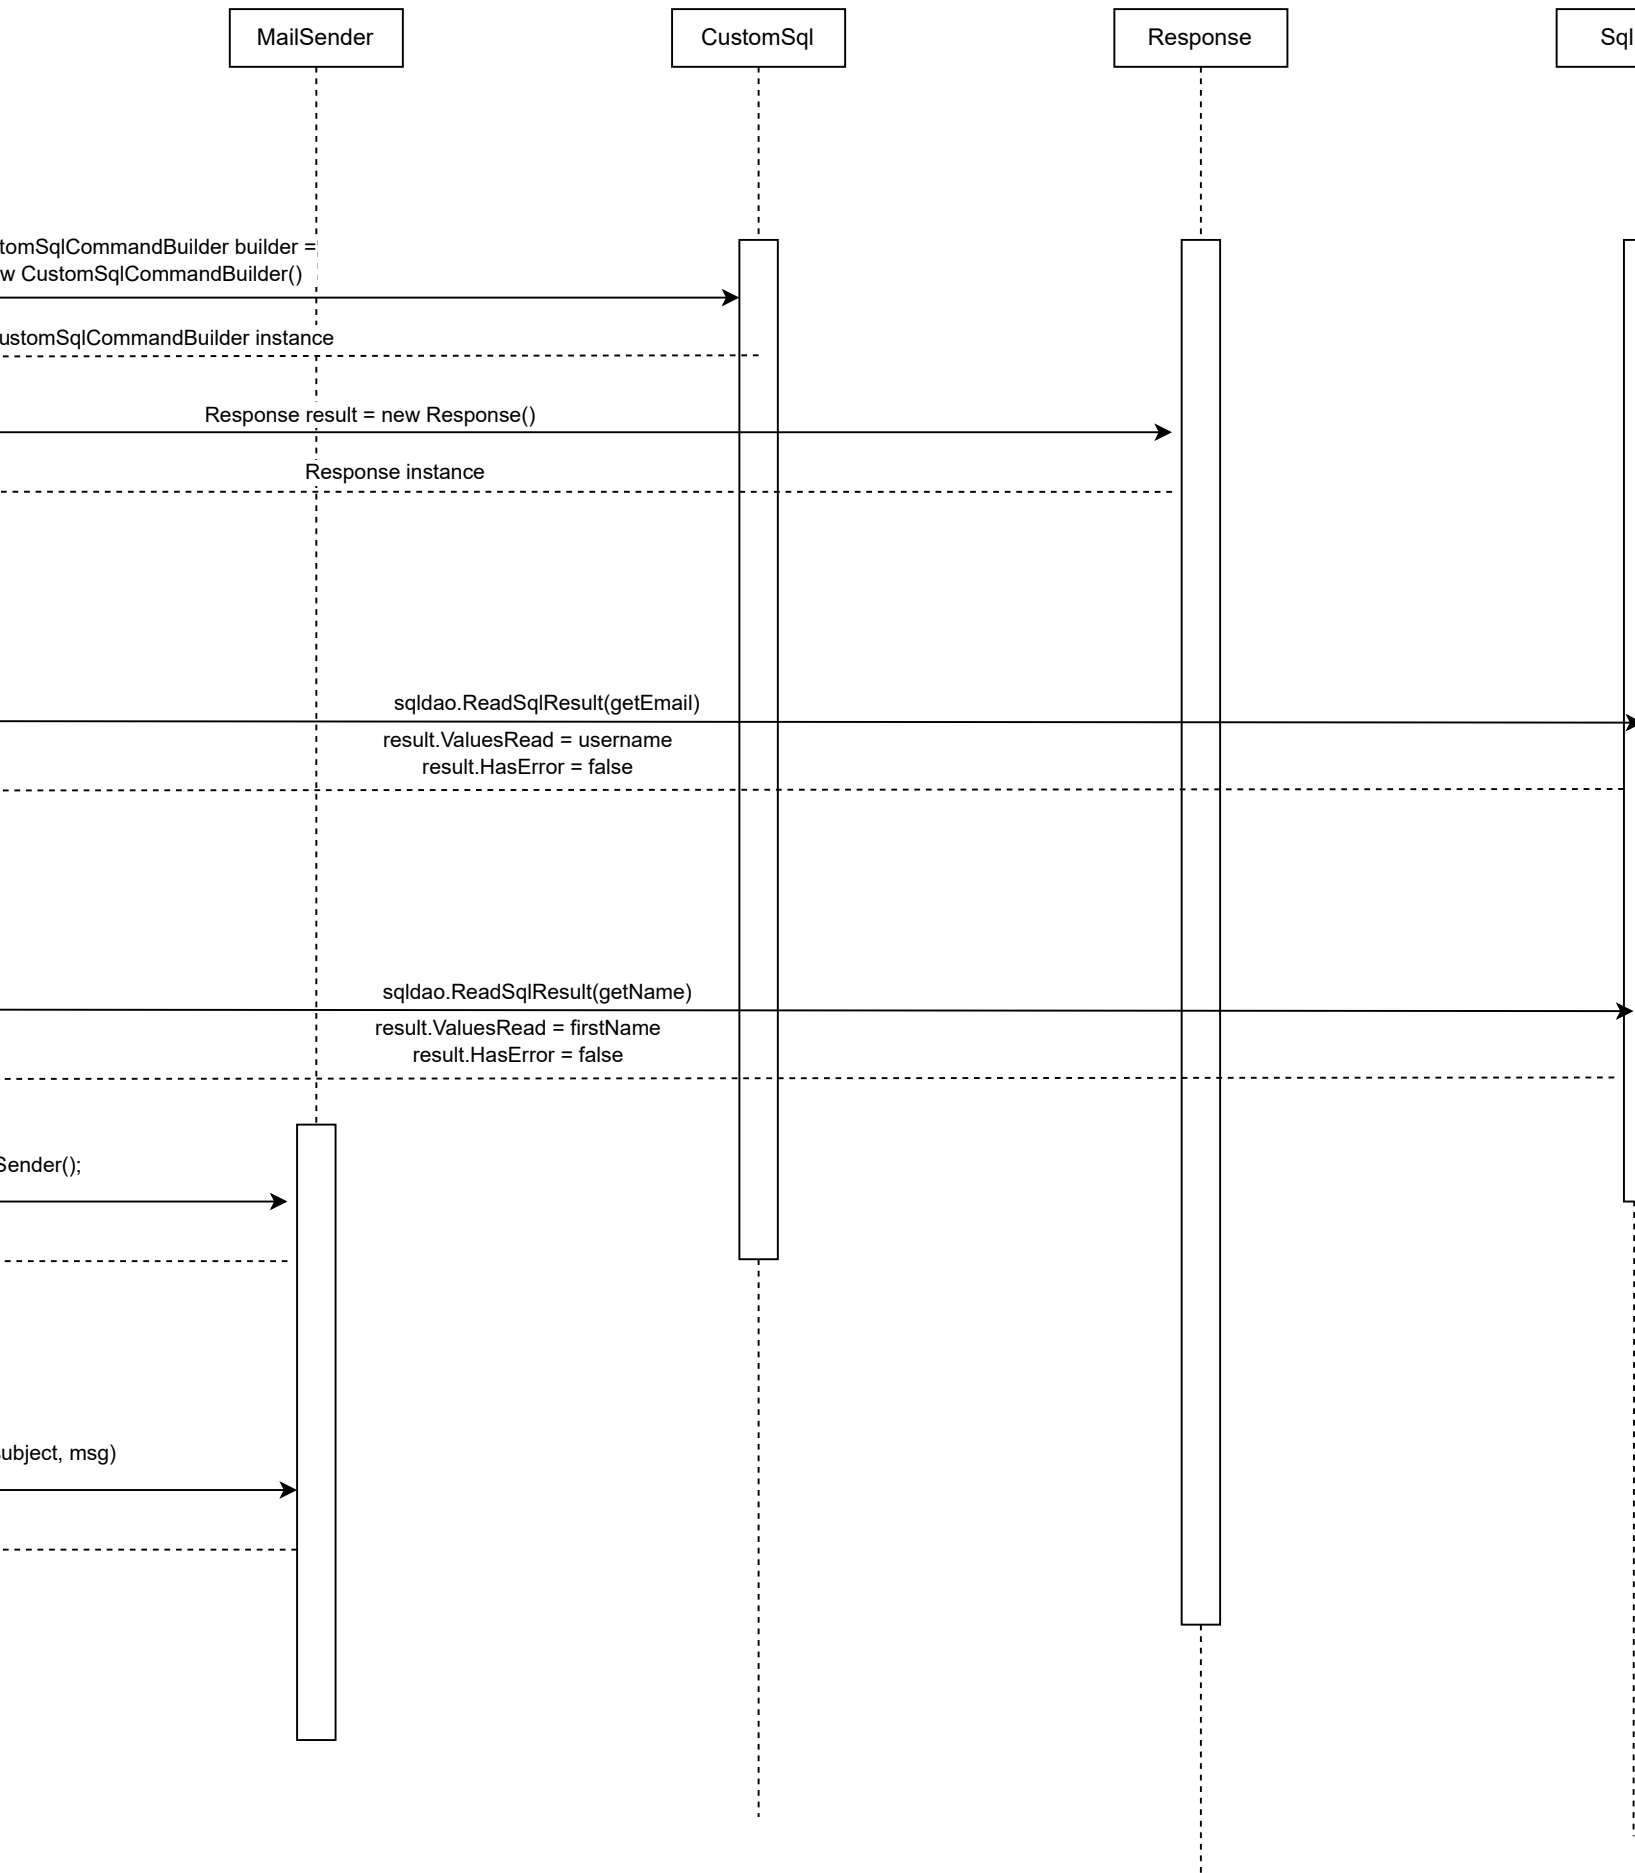 MailSender
CustomSql
Response
Sql
tomSqlCommandBuilder builder =
w CustomSqlCommandBuilder()
ustomSqlCommandBuilder instance
Response result = new Response()
Response instance
sqldao.ReadSqlResult(getEmail)
result.ValuesRead = username
result.HasError = false
sqldao.ReadSqlResult(getName)
result.ValuesRead = firstName
result.HasError = false
Sender();
ubject, msg)